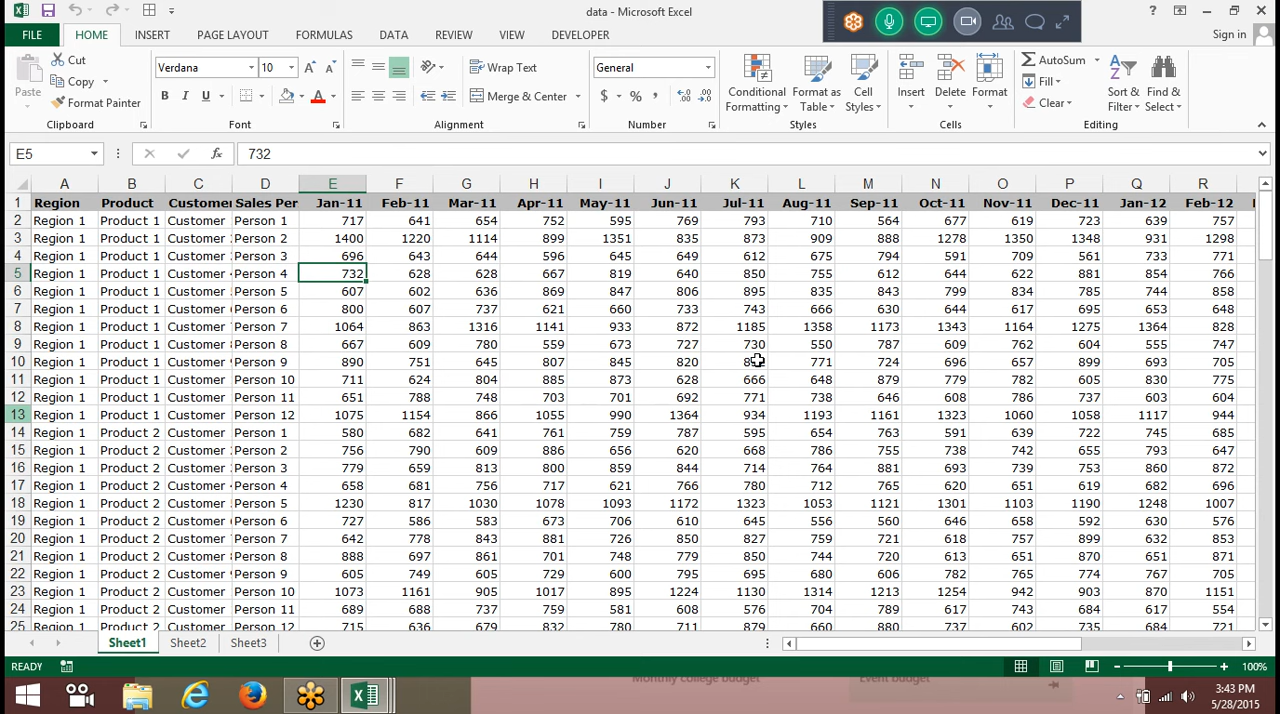 data - Microsoft Excel
?
Sign in
FILE HOME INSERT PAGE LAYOUT FORMULAS DATA REVIEW VIEW DEVELOPER
Paste
Cut
Copy
Format Painter
Clipboard
Verdana 10 A A
B I U A
Font
Wrap Text
Merge & Center
Alignment
General
$ % ,
Number
Conditional Formatting
Format as Table
Cell Styles
Styles
Insert
Delete
Format
Cells
AutoSum
Fill
Clear
Sort & Filter
Find & Select
Editing
E5 fx 732
A B C D E F G H I J K L M N O P Q R
1 Region Product Customer Sales Per Jan-11 Feb-11 Mar-11 Apr-11 May-11 Jun-11 Jul-11 Aug-11 Sep-11 Oct-11 Nov-11 Dec-11 Jan-12 Feb-12
2 Region 1 Product 1 Customer Person 1 717 641 654 752 595 769 793 710 564 677 619 723 639 757
3 Region 1 Product 1 Customer Person 2 1400 1220 1114 899 1351 835 873 909 888 1278 1350 1348 931 1298
4 Region 1 Product 1 Customer Person 3 696 643 644 596 645 649 612 675 794 591 709 561 733 771
5 Region 1 Product 1 Customer Person 4 732 628 628 667 819 640 850 755 612 644 622 881 854 766
6 Region 1 Product 1 Customer Person 5 607 602 636 869 847 806 895 835 843 799 834 785 744 858
7 Region 1 Product 1 Customer Person 6 800 607 737 621 660 733 743 666 630 644 617 695 653 648
8 Region 1 Product 1 Customer Person 7 1064 863 1316 1141 933 872 1185 1358 1173 1343 1164 1275 1364 828
9 Region 1 Product 1 Customer Person 8 667 609 780 559 673 727 730 550 787 609 762 604 555 747
10 Region 1 Product 1 Customer Person 9 890 751 645 807 845 820 771 724 696 657 899 693 705
11 Region 1 Product 1 Customer Person 10 711 624 804 885 873 628 666 648 879 779 782 605 830 775
12 Region 1 Product 1 Customer Person 11 651 788 748 703 701 692 771 738 646 608 786 737 603 604
13 Region 1 Product 1 Customer Person 12 1075 1154 866 1055 990 1364 934 1193 1161 1323 1060 1058 1117 944
14 Region 1 Product 2 Customer Person 1 580 682 641 761 759 787 595 654 763 591 639 722 745 685
15 Region 1 Product 2 Customer Person 2 756 790 609 886 656 620 668 786 755 738 742 655 793 647
16 Region 1 Product 2 Customer Person 3 779 659 813 800 859 844 714 764 881 693 739 753 860 872
17 Region 1 Product 2 Customer Person 4 658 681 756 717 621 766 780 712 765 620 651 619 682 696
18 Region 1 Product 2 Customer Person 5 1230 817 1030 1078 1093 1172 1323 1053 1121 1301 1103 1190 1248 1007
19 Region 1 Product 2 Customer Person 6 727 586 583 673 706 610 645 556 560 646 658 592 630 576
20 Region 1 Product 2 Customer Person 7 642 778 843 881 726 850 827 759 721 618 757 899 632 853
21 Region 1 Product 2 Customer Person 8 888 697 861 701 748 779 850 744 720 613 651 870 651 871
22 Region 1 Product 2 Customer Person 9 605 749 605 729 600 795 695 680 606 782 765 774 767 705
23 Region 1 Product 2 Customer Person 10 1073 1161 905 1017 895 1224 1130 1314 1213 1254 942 903 870 1151
24 Region 1 Product 2 Customer Person 11 689 688 737 759 581 608 576 704 789 617 743 684 617 554
25 Region 1 Product 2 Customer Person 12 715 636 679 832 780 711 879 660 880 737 602 735 684 721
Sheet1 Sheet2 Sheet3
READY
100%
Monthly college budget
Event budget
3:43 PM
5/28/2015